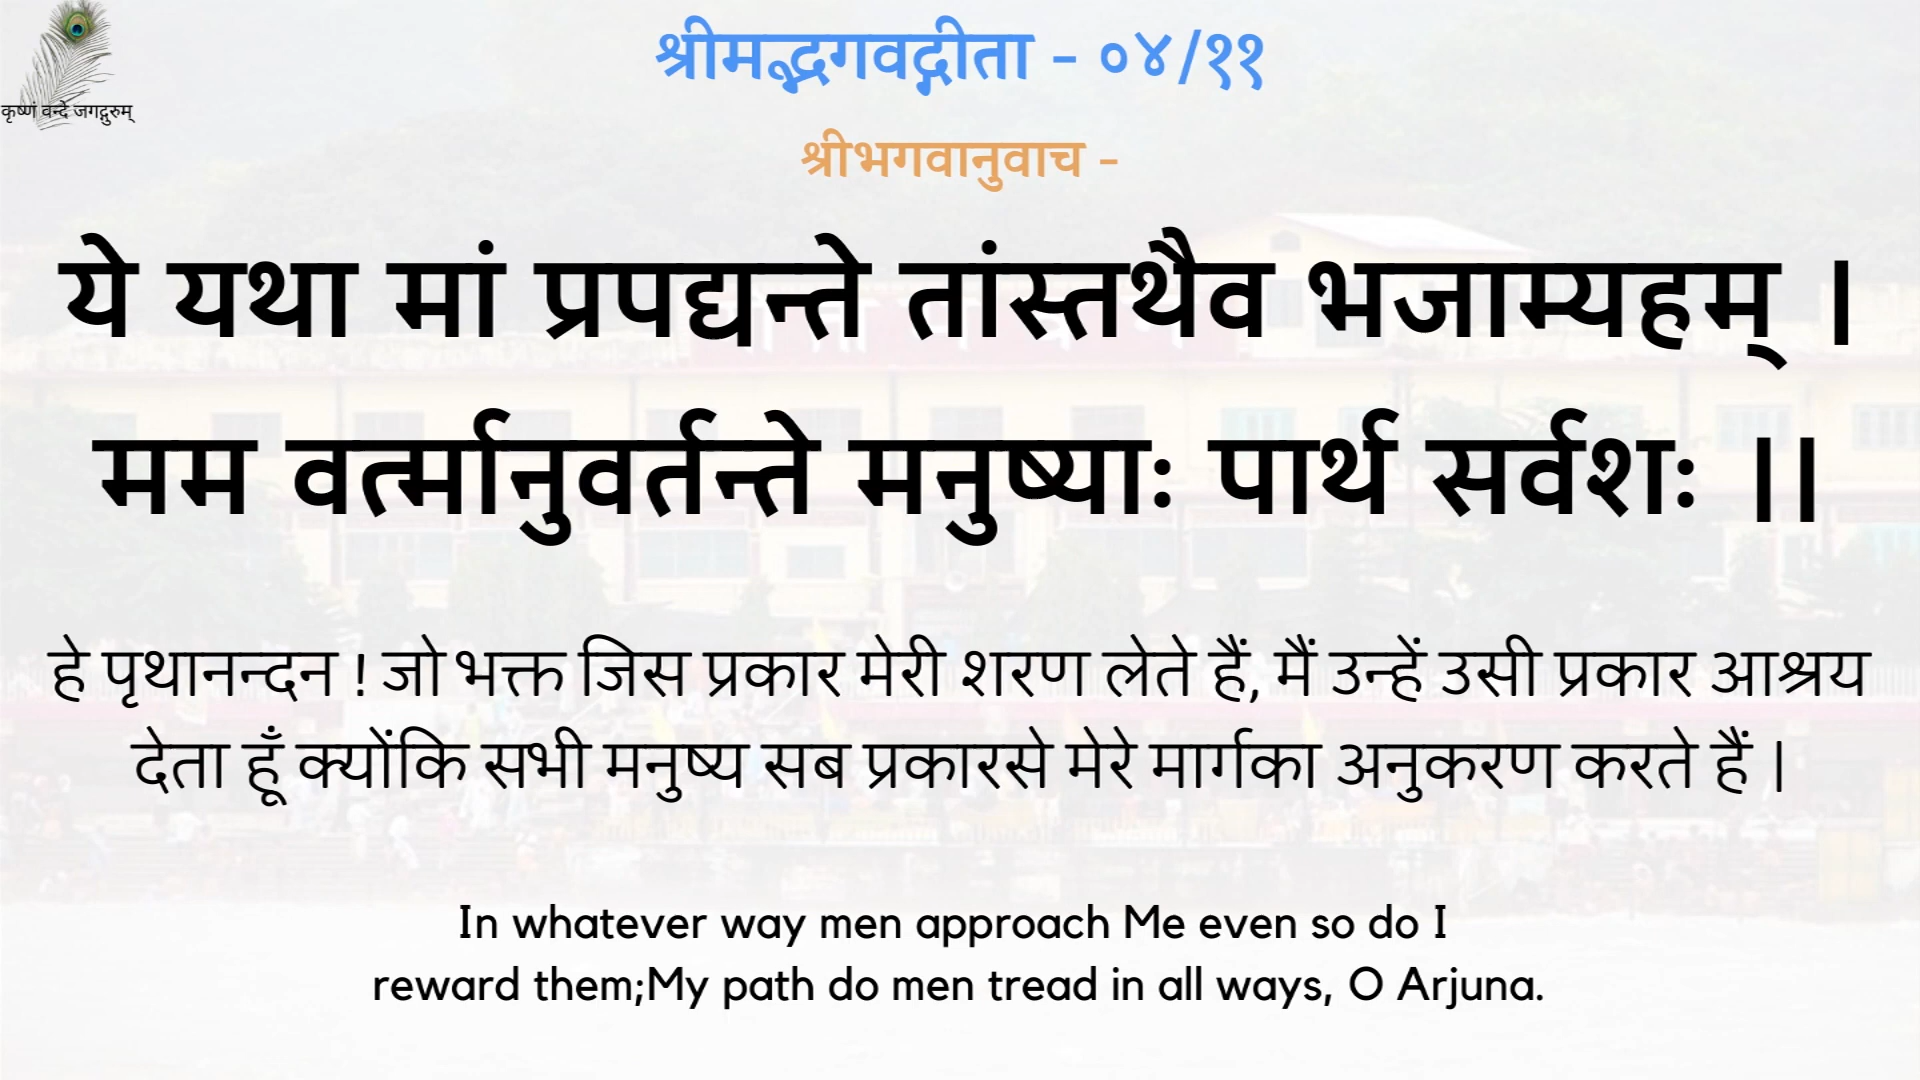 श्रीमद्भगवद्गीता - ०४/११
कृष्णं वन्दे जगद्गुरुम्
श्रीभगवानुवाच -
ये यथा मां प्रपद्यन्ते तांस्तथैव भजाम्यहम् ।
मम वर्त्मानुवर्तन्ते मनुष्याः पार्थ सर्वशः ।।
हे पृथानन्दन ! जो भक्त जिस प्रकार मेरी शरण लेते हैं, मैं उन्हें उसी प्रकार आश्रय
देता हूँ क्योंकि सभी मनुष्य सब प्रकारसे मेरे मार्गका अनुकरण करते हैं |
In whatever way men approach Me even so do I
reward them;My path do men tread in all ways, O Arjuna.